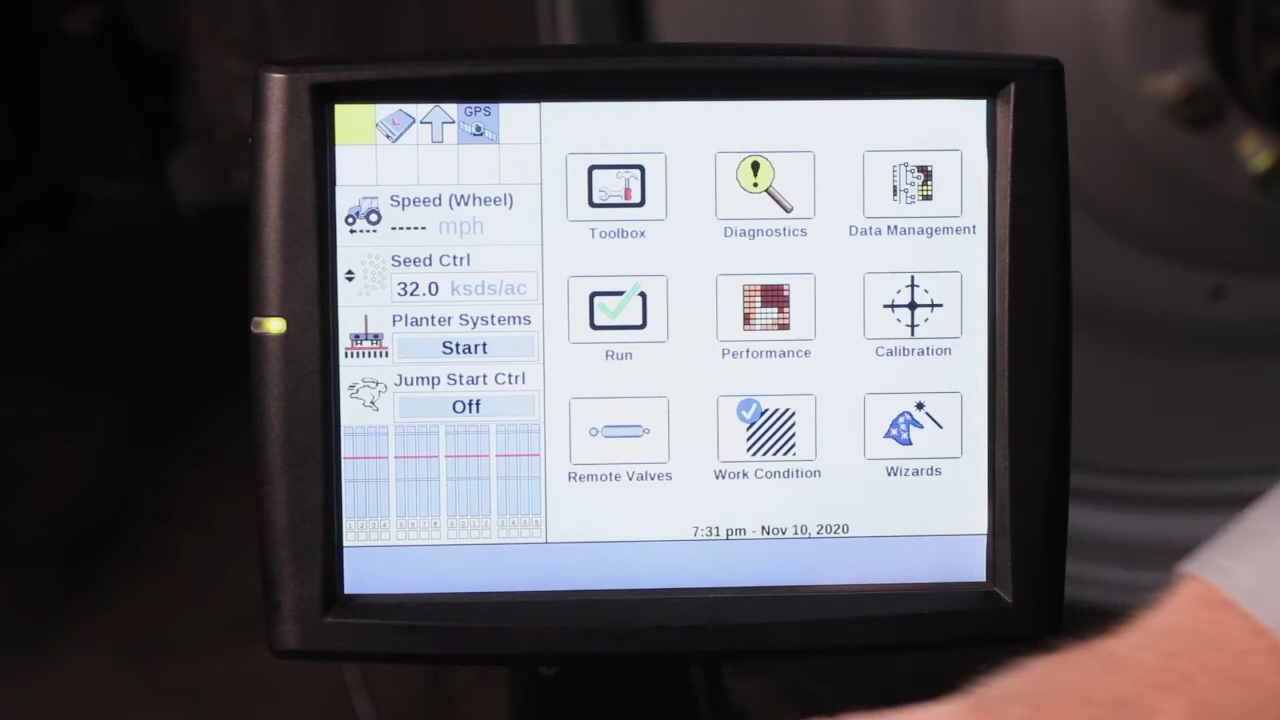 GPS
Speed (Wheel)
----- mph
Seed Ctrl
32.0 ksds/ac
Planter Systems
Start
Jump Start Ctrl
Off
Toolbox
Diagnostics
Data Management
Run
Performance
Calibration
Remote Valves
Work Condition
Wizards
7:31 pm - Nov 10, 2020